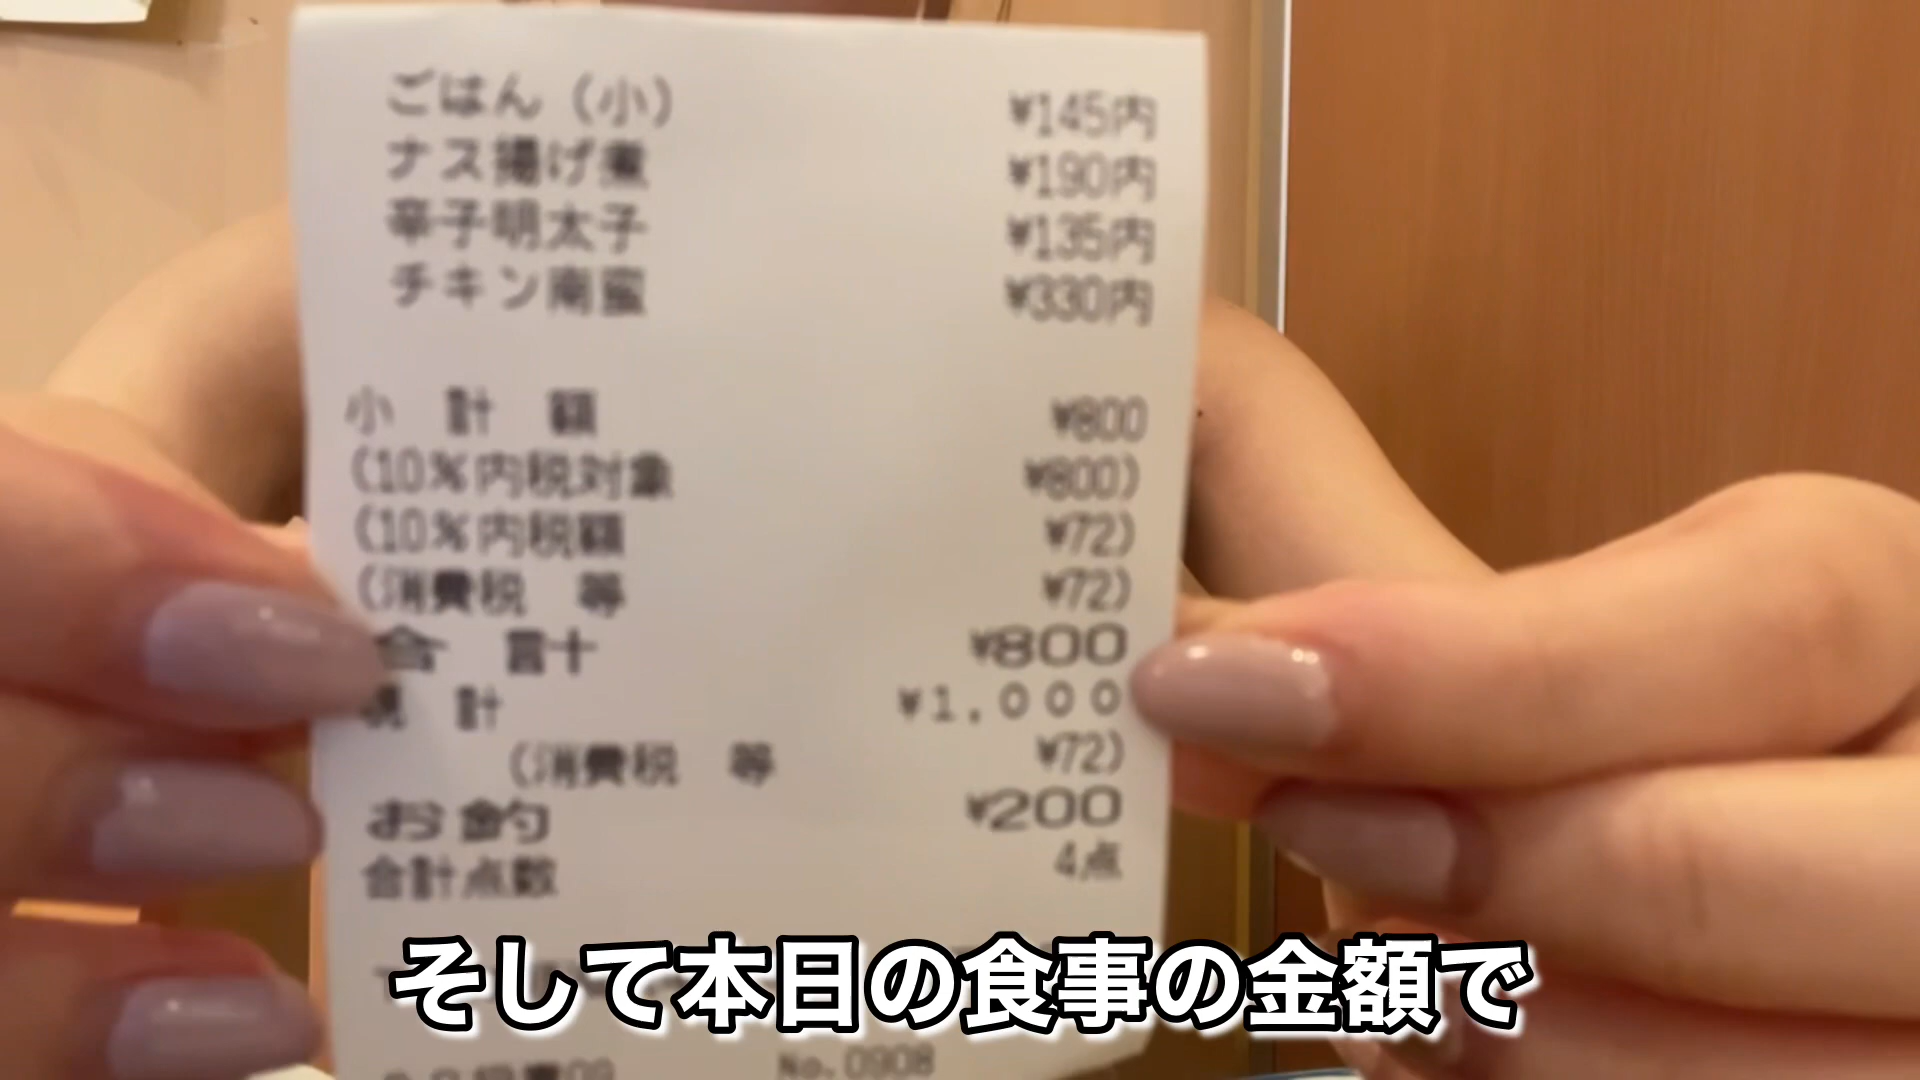 ごはん（小） ¥145内
ナス揚げ煮 ¥190内
辛子明太子 ¥135内
チキン南蛮 ¥330内
小計額 ¥800
(10%内税対象 ¥800)
(10%内税額 ¥72)
(消費税 等 ¥72)
合計 ¥800
現計 ¥1,000
(消費税 等 ¥72)
お釣 ¥200
合計点数 4点
そして本日の食事の金額で
No.0908